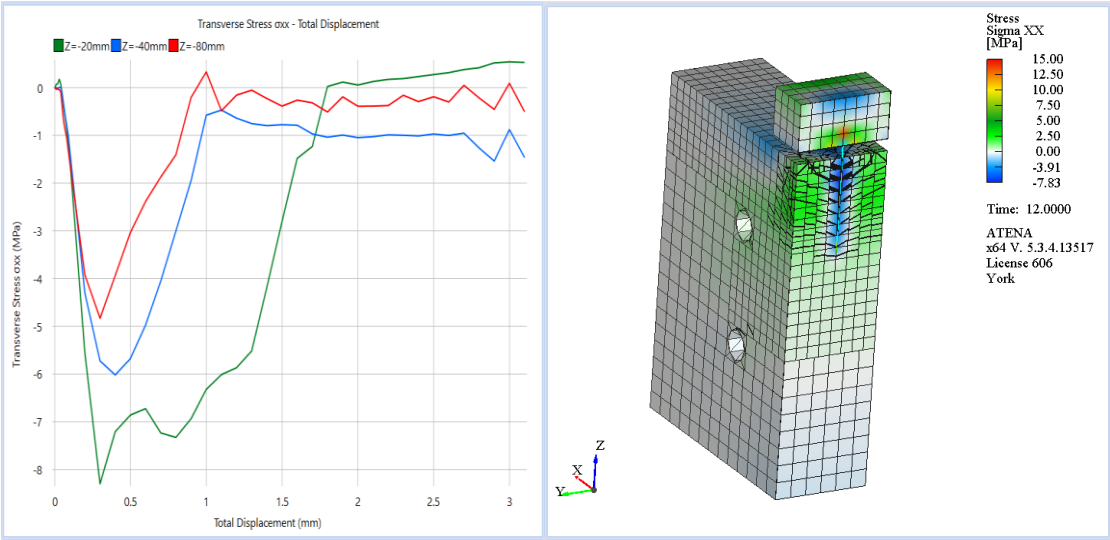 Transverse Stress σxx - Total Displacement
Z=-20mm Z=-40mm Z=-80mm
Transverse Stress σxx (MPa)
0
-1
-2
-3
-4
-5
-6
-7
-8
0 0.5 1 1.5 2 2.5 3
Total Displacement (mm)
Stress
Sigma XX
[MPa]
15.00
12.50
10.00
7.50
5.00
2.50
0.00
-3.91
-7.83
Time: 12.0000
ATENA
x64 V. 5.3.4.13517
License 606
York
Z
X
Y